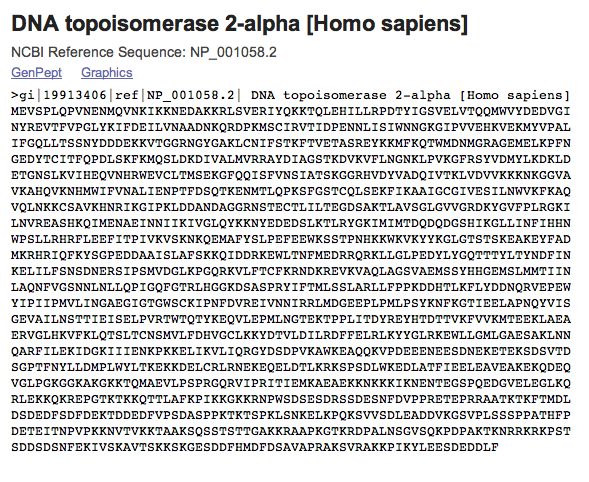 DNA topoisomerase 2-alpha [Homo sapiens]
NCBI Reference Sequence: NP_001058.2
GenPept Graphics
>gi|19913406|ref|NP_001058.2| DNA topoisomerase 2-alpha [Homo sapiens]
MEVSPLQPVNENMQVNKIKKNEDAKKRLSVERIYQKKTQLEHILLRPDTYIGSVELVTQQMWVYDEDVGI
NYREVTFVPGLYKIFDEILVNAADNKQRDPKMSCIRVTIDPENNLISIWNNGKGIPVVEHKVEKMYVPAL
IFGQLLTSSNYDDDEKKVTGGRNGYGAKLCNIFSTKFTVETASREYKKMFKQTWMDNMGRAGEMELKPFN
GEDYTCITFQPDLSKFKMQSLDKDIVALMVRRAYDIAGSTKDVKVFLNGNKLPVKGFRSYVDMYLKDKLD
ETGNSLKVIHEQVNHRWEVCLTMSEKGFQQISFVNSIATSKGGRHVDYVADQIVTKLVDVVKKKNKGGVA
VKAHQVKNHMWIFVNALIENPTFDSQTKENMTLQPKSFGSTCQLSEKFIKAAIGCGIVESILNWVKFKAQ
VQLNKKCSAVKHNRIKGIPKLDDANDAGGRNSTECTLILTEGDSAKTLAVSGLGVVGRDKYGVFPLRGKI
LNVREASHKQIMENAEINNIIKIVGLQYKKNYEDEDSLKTLRYGKIMIMTDQDQDGSHIKGLLINFIHHN
WPSLLRHRFLEEFITPIVKVSKNKQEMAFYSLPEFEEWKSSTPNHKKWKVKYYKGLGTSTSKEAKEYFAD
MKRHRIQFKYSGPEDDAAISLAFSKKQIDDRKEWLTNFMEDRRQRKLLGLPEDYLYGQTTTYLTYNDFIN
KELILFSNSDNERSIPSMVDGLKPGQRKVLFTCFKRNDKREVKVAQLAGSVAEMSSYHHGEMSLMMTIIN
LAQNFVGSNNLNLLQPIGQFGTRLHGGKDSASPRYIFTMLSSLARLLFPPKDDHTLKFLYDDNQRVEPEW
YIPIIPMVLINGAEGIGTGWSCKIPNFDVREIVNNIRRLMDGEEPLPMLPSYKNFKGTIEELAPNQYVIS
GEVAILNSTTIEISELPVRTWTQTYKEQVLEPMLNGTEKTPPLITDYREYHTDTTVKFVVKMTEEKLAEA
ERVGLHKVFKLQTSLTCNSMVLFDHVGCLKKYDTVLDILRDFFELRLKYYGLRKEWLLGMLGAESAKLNN
QARFILEKIDGKIIIENKPKKELIKVLIQRGYDSDPVKAWKEAQQKVPDEEENEESDNEKETEKSDSVTD
SGPTFNYLLDMPLWYLTKEKKDELCRLRNEKEQELDTLKRKSPSDLWKEDLATFIEELEAVEAKEKQDEQ
VGLPGKGGKAKGKKTQMAEVLPSPRGQRVIPRITIEMKAEAEKKNKKKIKNENTEGSPQEDGVELEGLKQ
RLEKKQKREPGTKTKKQTTLAFKPIKKGKKRNPWSDSESDRSSDESNFDVPPRETEPRRAATKTKFTMDL
DSDEDFSDFDEKTDDEDFVPSDASPPKTKTSPKLSNKELKPQKSVVSDLEADDVKGSVPLSSSPPATHFP
DETEITNPVPKKNVTVKKTAAKSQSSTSTTGAKKRAAPKGTKRDPALNSGVSQKPDPAKTKNRRKRKPST
SDDSDSNFEKIVSKAVTSKKSKGESDDFHMDFDSAVAPRAKSVRAKKPIKYLEESDEDDLF